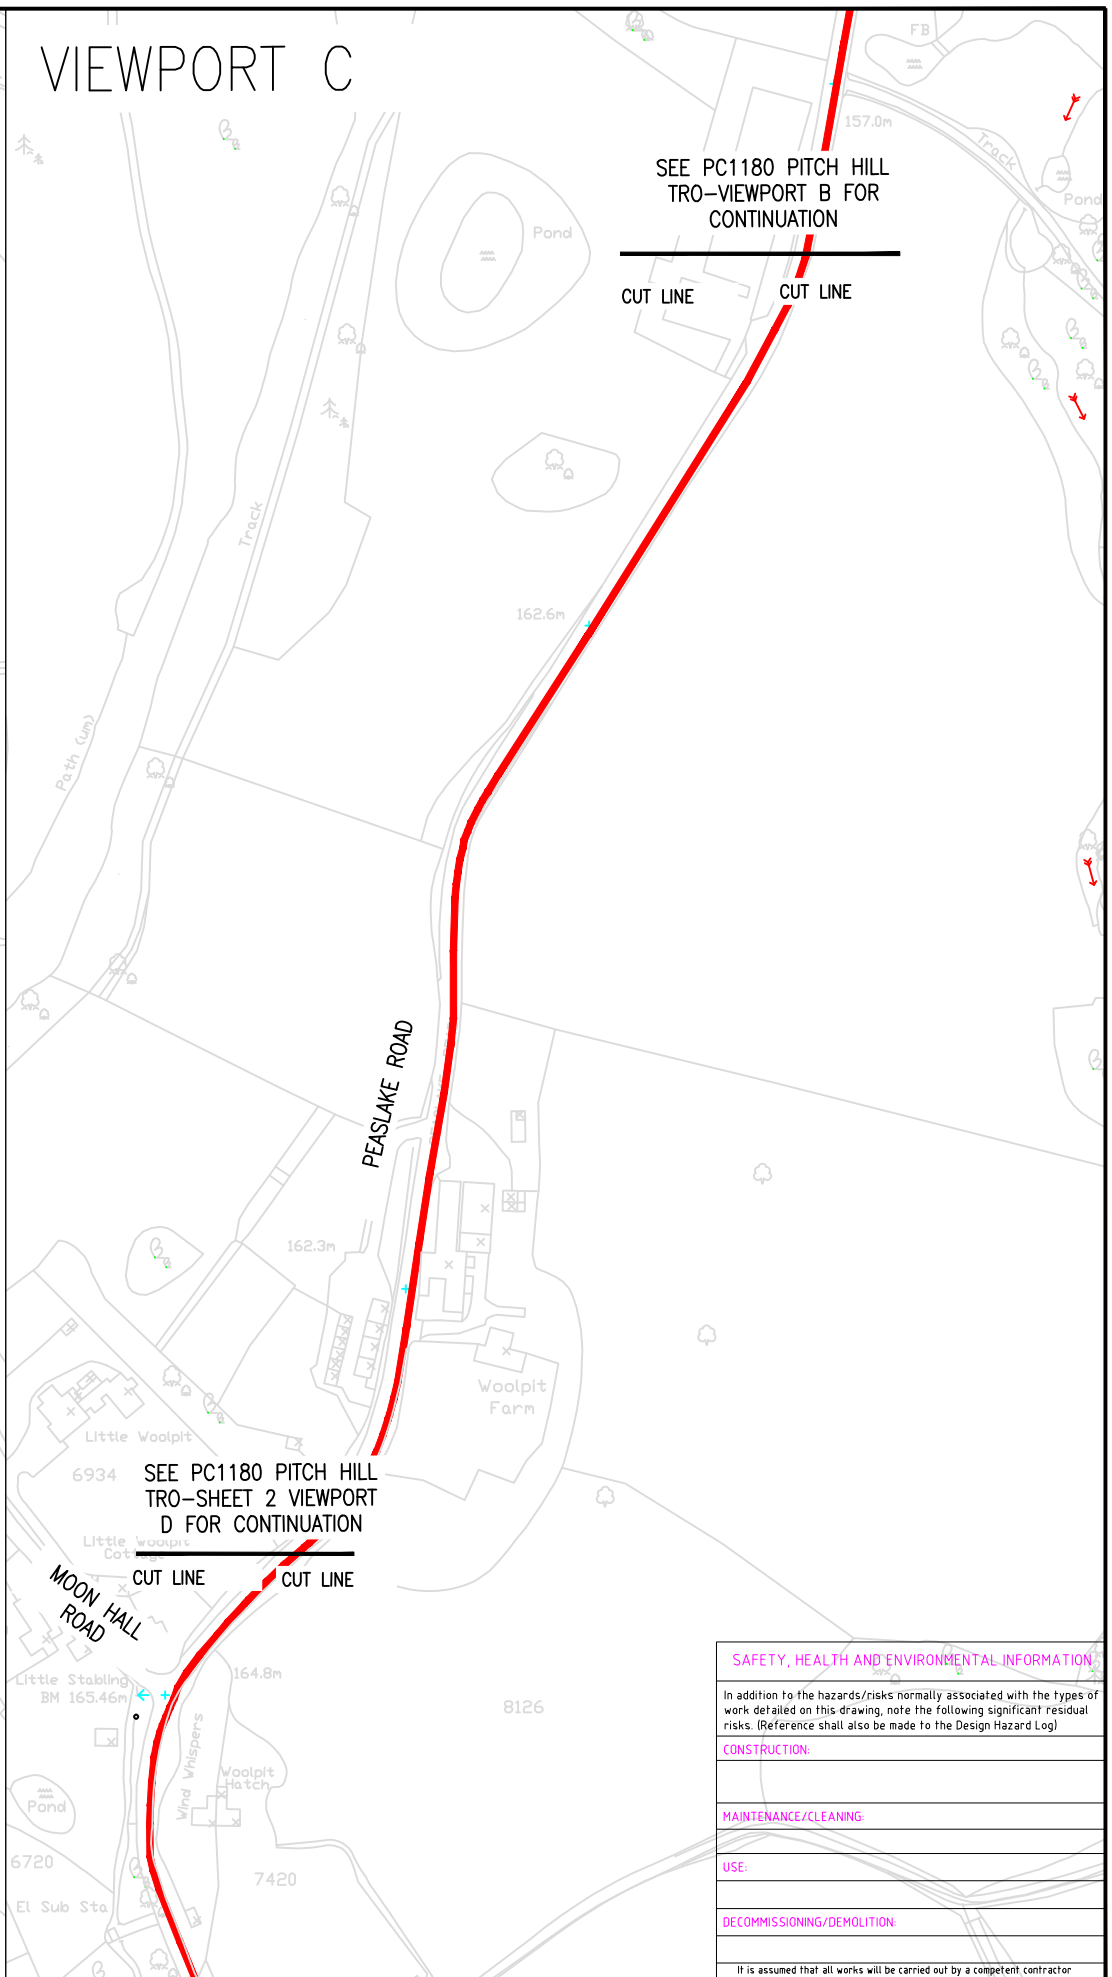 VIEWPORT C
FB
157.0m
Track
SEE PC1180 PITCH HILL
TRO-VIEWPORT B FOR
CONTINUATION
Pond
Pond
CUT LINE
CUT LINE
Track
162.6m
Path (um)
PEASLAKE ROAD
162.3m
Woolpit
Farm
Little Woolpit
6934
SEE PC1180 PITCH HILL
TRO-SHEET 2 VIEWPORT
D FOR CONTINUATION
Little Woolpit
Cottage
CUT LINE
CUT LINE
MOON HALL
ROAD
Little Stabling
BM 165.46m
164.8m
8126
Wind Whispers
Woolpit
Hatch
Pond
6720
7420
El Sub Sta
SAFETY, HEALTH AND ENVIRONMENTAL INFORMATION
In addition to the hazards/risks normally associated with the types of
work detailed on this drawing, note the following significant residual
risks. (Reference shall also be made to the Design Hazard Log)
CONSTRUCTION:
MAINTENANCE/CLEANING:
USE:
DECOMMISSIONING/DEMOLITION:
It is assumed that all works will be carried out by a competent contractor